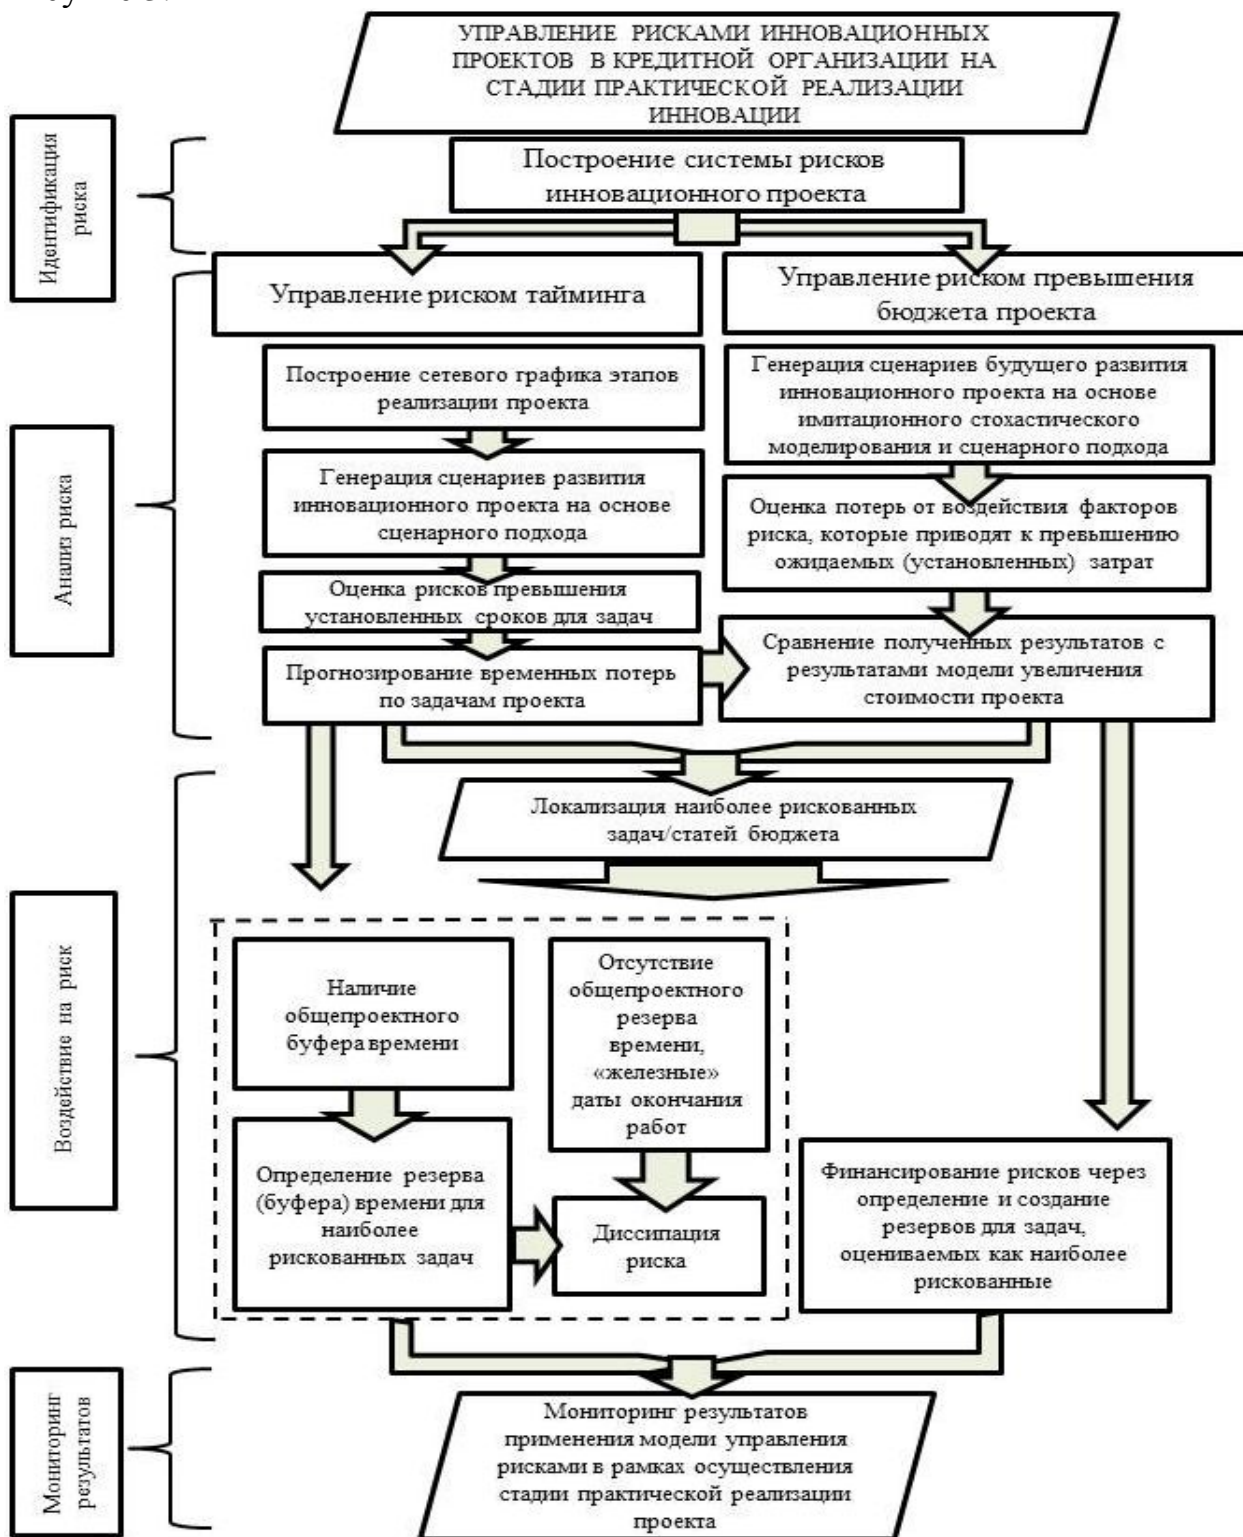 УПРАВЛЕНИЕ РИСКАМИ ИННОВАЦИОННЫХ
ПРОЕКТОВ В КРЕДИТНОЙ ОРГАНИЗАЦИИ НА
СТАДИИ ПРАКТИЧЕСКОЙ РЕАЛИЗАЦИИ
ИННОВАЦИИ
Идентификация
риска
Построение системы рисков
инновационного проекта
Управление риском тайминга
Управление риском превышения
бюджета проекта
Анализ риска
Построение сетевого графика этапов
реализации проекта
Генерация сценариев развития
инновационного проекта на основе
сценарного подхода
Оценка рисков превышения
установленных сроков для задач
Прогнозирование временных потерь
по задачам проекта
Генерация сценариев будущего развития
инновационного проекта на основе
имитационного стохастического
моделирования и сценарного подхода
Оценка потерь от воздействия факторов
риска, которые приводят к превышению
ожидаемых (установленных) затрат
Сравнение полученных результатов с
результатами модели увеличения
стоимости проекта
Воздействие на риск
Локализация наиболее рискованных
задач/статей бюджета
Наличие
общепроектного
буфера времени
Отсутствие
общепроектного
резерва
времени,
«железные»
даты окончания
работ
Определение резерва
(буфера) времени для
наиболее
рискованных задач
Диссипация
риска
Финансирование рисков через
определение и создание
резервов для задач,
оцениваемых как наиболее
рискованные
Мониторинг
результатов
Мониторинг результатов
применения модели управления
рисками в рамках осуществления
стадии практической реализации
проекта